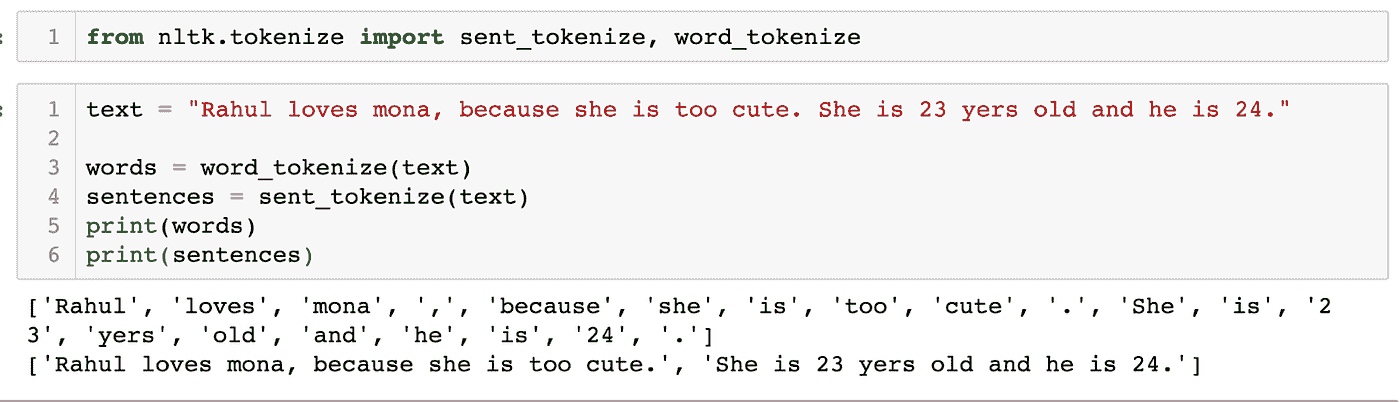 1 from nltk.tokenize import sent_tokenize, word_tokenize
1 text = "Rahul loves mona, because she is too cute. She is 23 yers old and he is 24."
2
3 words = word_tokenize(text)
4 sentences = sent_tokenize(text)
5 print(words)
6 print(sentences)
['Rahul', 'loves', 'mona', ',', 'because', 'she', 'is', 'too', 'cute', '.', 'She', 'is', '2
3', 'yers', 'old', 'and', 'he', 'is', '24', '.']
['Rahul loves mona, because she is too cute.', 'She is 23 yers old and he is 24.']